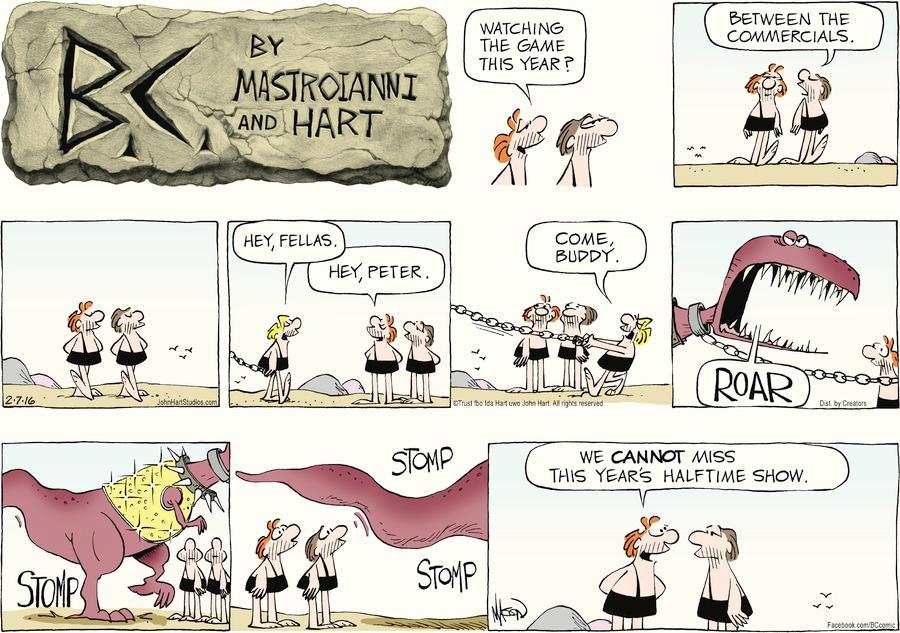 B.C.
BY
MASTROIANNI
AND HART
WATCHING
THE GAME
THIS YEAR?
BETWEEN THE
COMMERCIALS.
2-7-16
JohnHartStudios.com
HEY, FELLAS.
HEY, PETER.
COME,
BUDDY.
©Trust fbo Ida Hart uwo John Hart. All rights reserved.
ROAR
Dist. by Creators
STOMP
STOMP
STOMP
WE CANNOT MISS
THIS YEAR'S HALFTIME SHOW.
Facebook.com/BCcomic